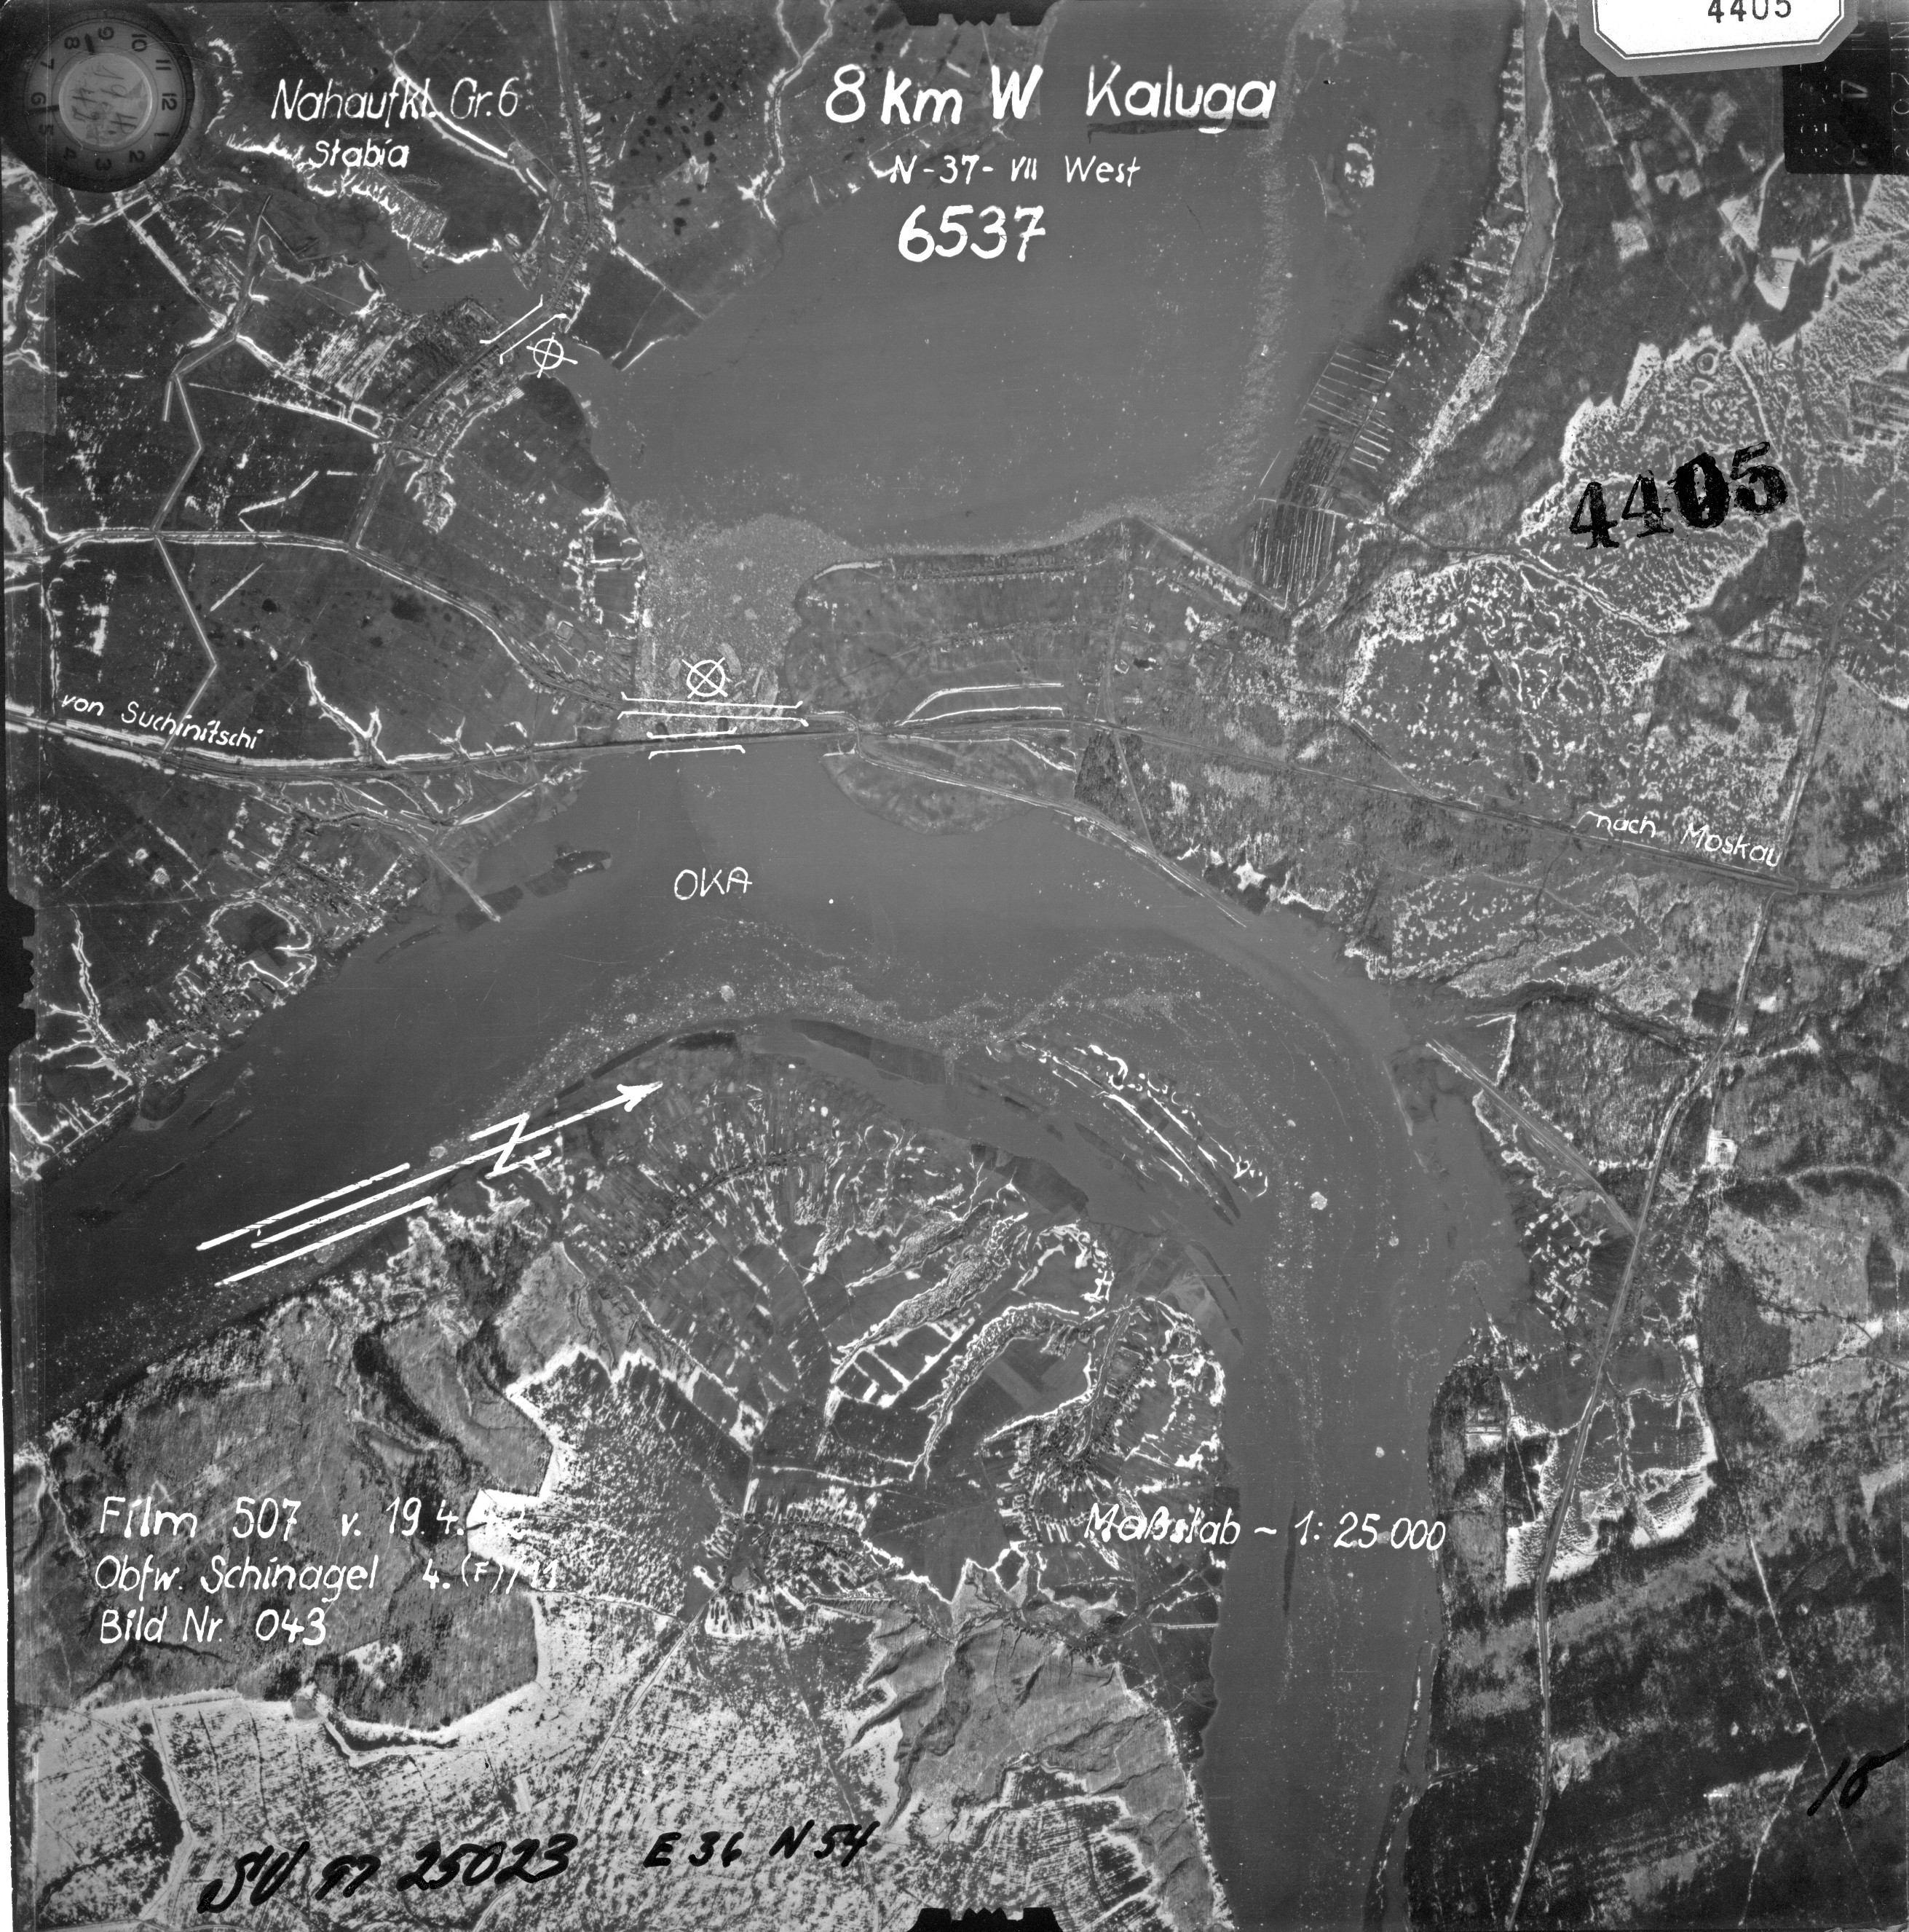 4405
Nahaufkl. Gr. 6
Stabia
8 Km W Kaluga
N-37-VII West
6537
4405
von Suchinitschi
nach Moskau
OKA
N
Film 507 v. 19.4.
Obfw. Schinagel 4.(F)/11
Bild Nr. 043
Maßstab ~ 1:25 000
25023 E 36 N 54